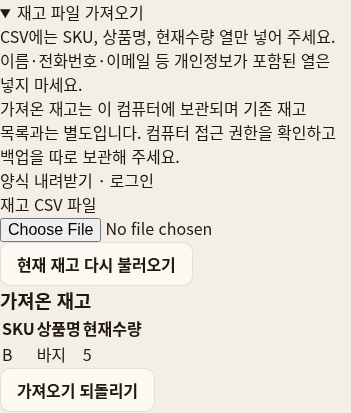 ▼ 재고 파일 가져오기
CSV에는 SKU, 상품명, 현재수량 열만 넣어 주세요.
이름·전화번호·이메일 등 개인정보가 포함된 열은
넣지 마세요.
가져온 재고는 이 컴퓨터에 보관되며 기존 재고
목록과는 별도입니다. 컴퓨터 접근 권한을 확인하고
백업을 따로 보관해 주세요.
양식 내려받기 · 로그인
재고 CSV 파일
Choose File No file chosen
현재 재고 다시 불러오기
가져온 재고
SKU 상품명 현재수량
B 바지 5
가져오기 되돌리기